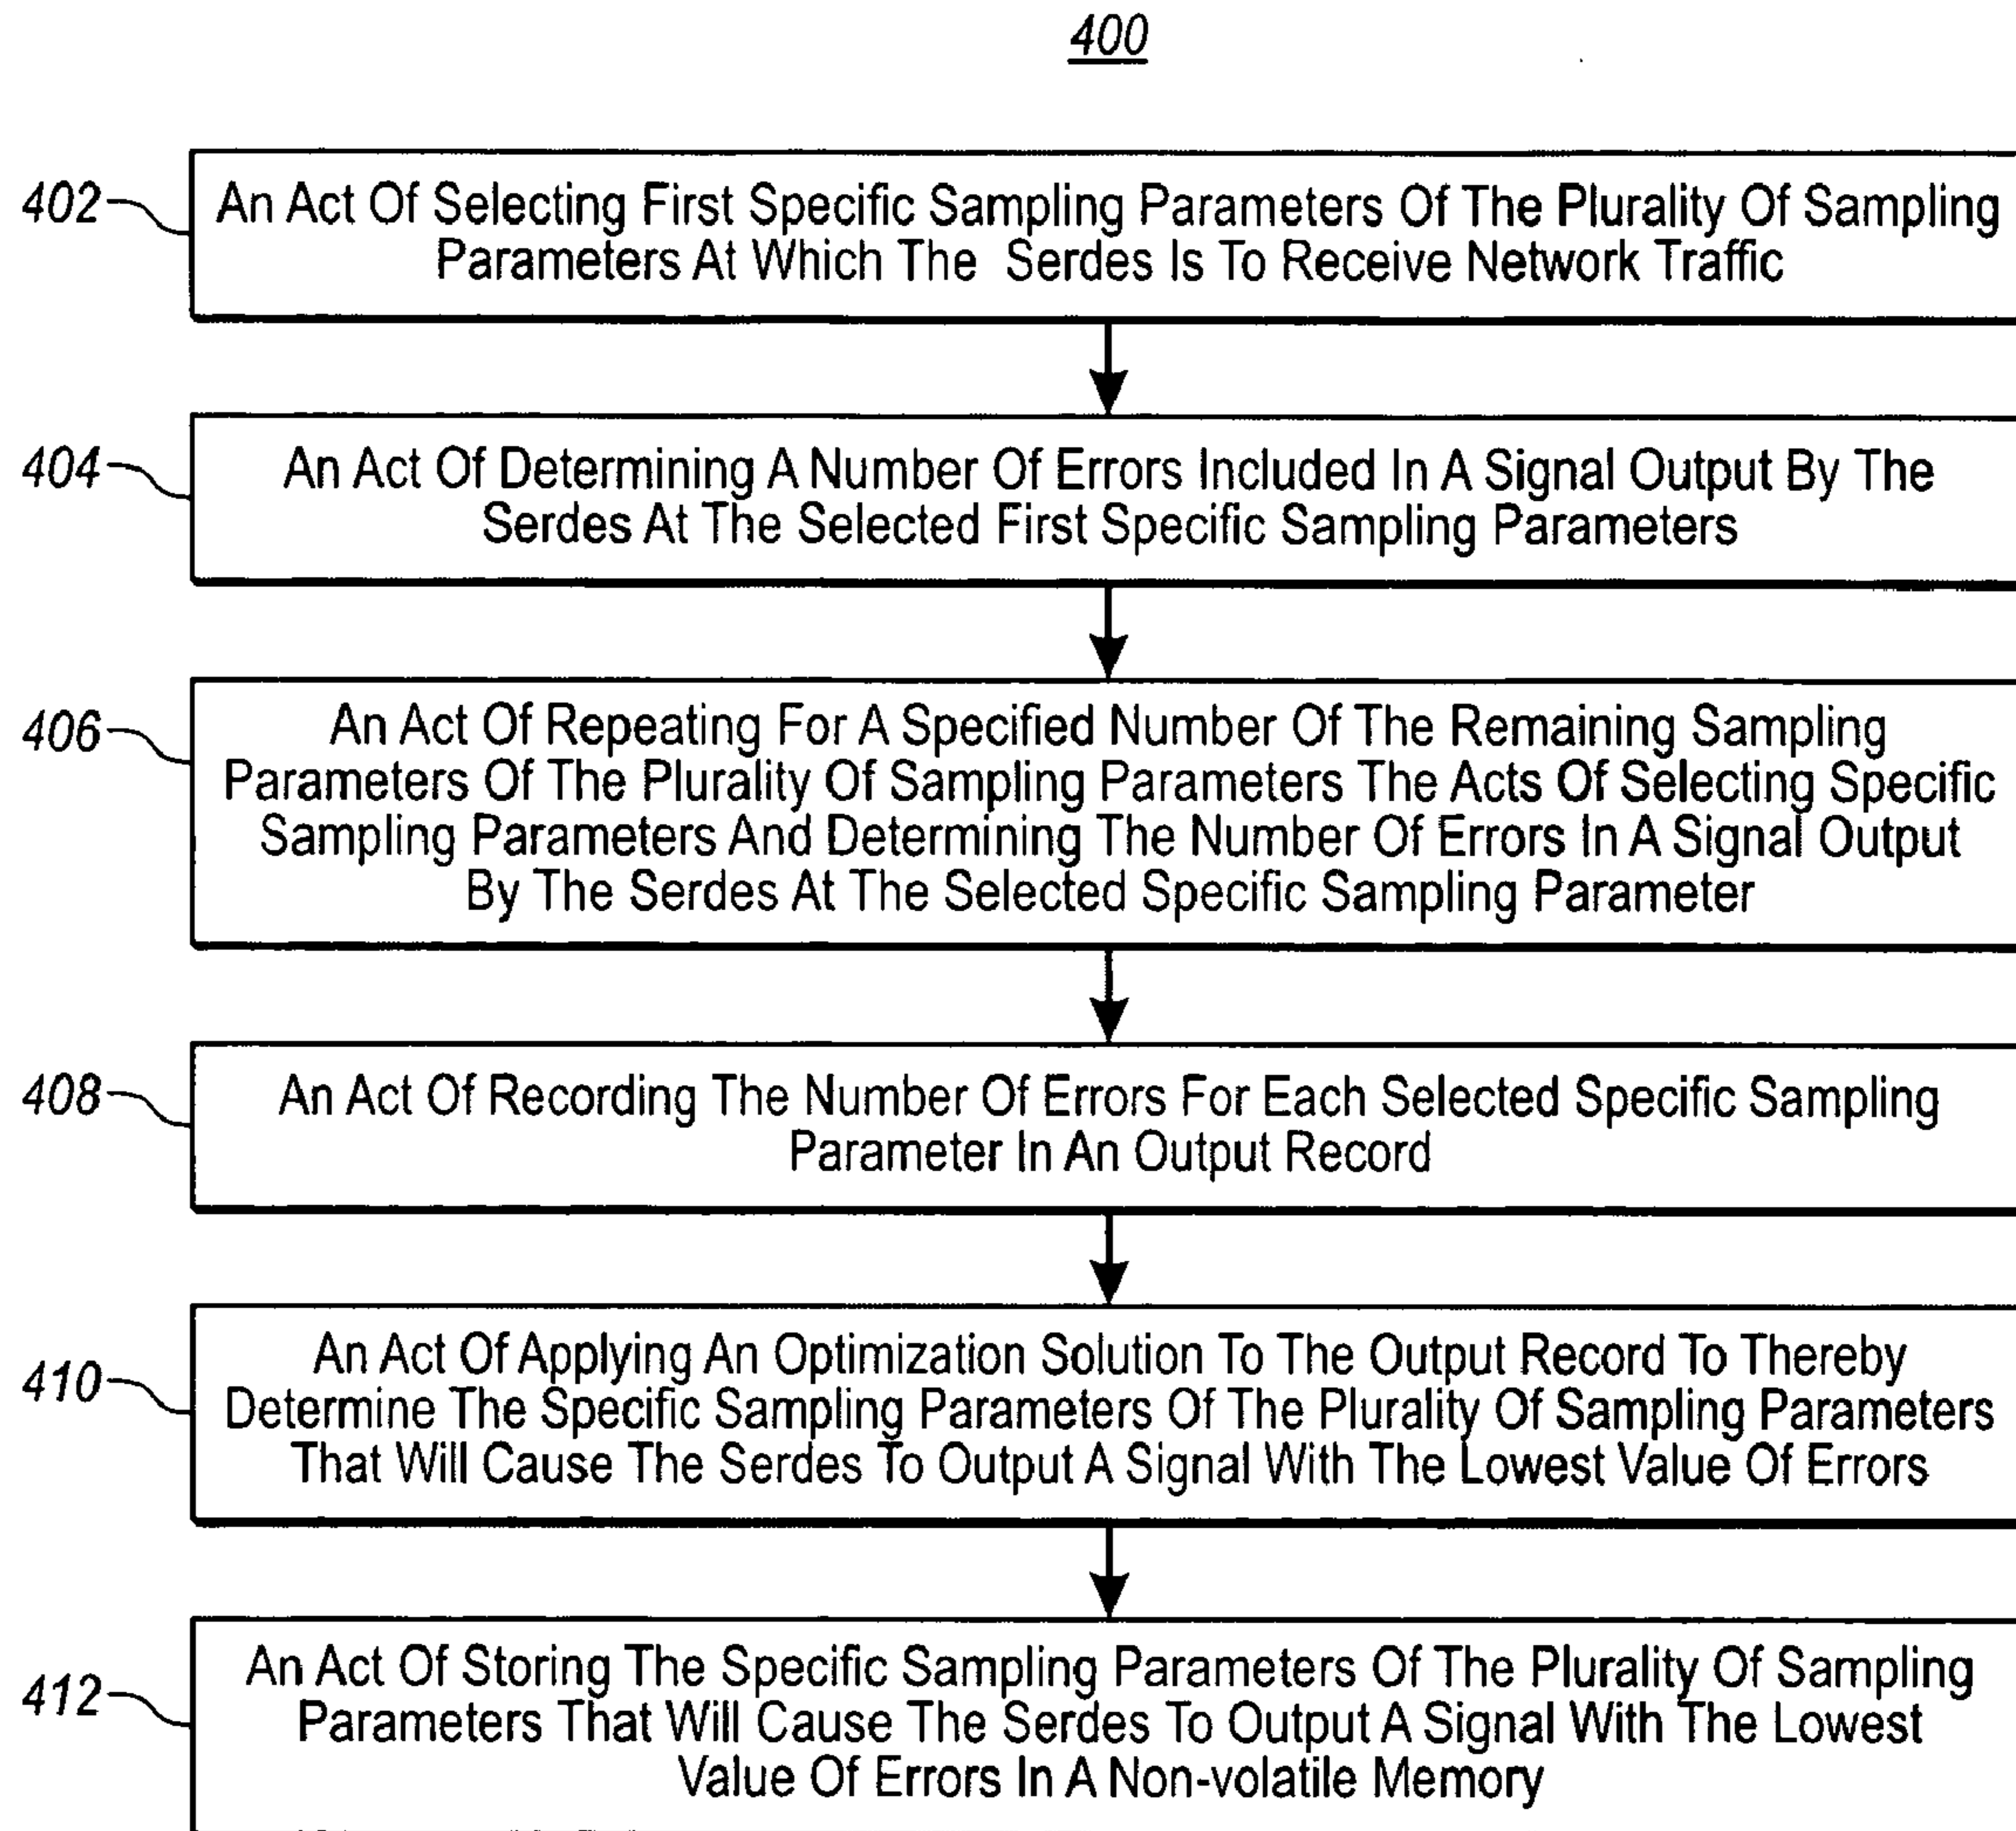 400
402
An Act Of Selecting First Specific Sampling Parameters Of The Plurality Of Sampling
Parameters At Which The Serdes Is To Receive Network Traffic
404
An Act Of Determining A Number Of Errors Included In A Signal Output By The
Serdes At The Selected First Specific Sampling Parameters
406
An Act Of Repeating For A Specified Number Of The Remaining Sampling
Parameters Of The Plurality Of Sampling Parameters The Acts Of Selecting Specific
Sampling Parameters And Determining The Number Of Errors In A Signal Output
By The Serdes At The Selected Specific Sampling Parameter
408
An Act Of Recording The Number Of Errors For Each Selected Specific Sampling
Parameter In An Output Record
410
An Act Of Applying An Optimization Solution To The Output Record To Thereby
Determine The Specific Sampling Parameters Of The Plurality Of Sampling Parameters
That Will Cause The Serdes To Output A Signal With The Lowest Value Of Errors
412
An Act Of Storing The Specific Sampling Parameters Of The Plurality Of Sampling
Parameters That Will Cause The Serdes To Output A Signal With The Lowest
Value Of Errors In A Non-volatile Memory